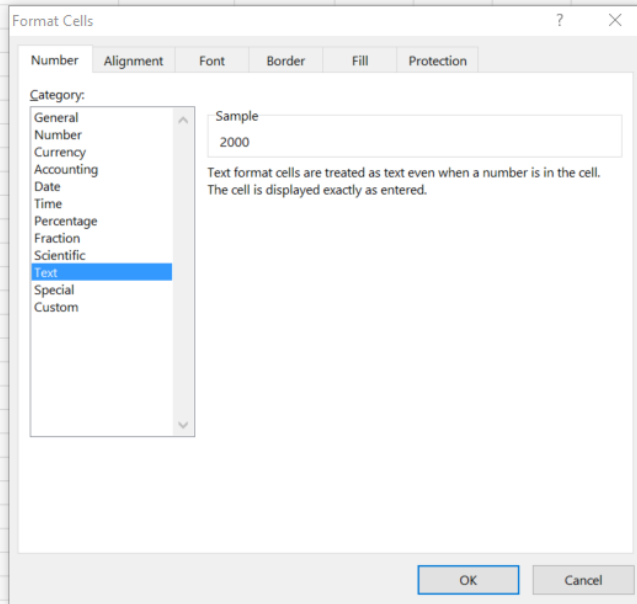 Format Cells
?
Number Alignment Font Border Fill Protection
Category:
General
Number
Currency
Accounting
Date
Time
Percentage
Fraction
Scientific
Text
Special
Custom
Sample
2000
Text format cells are treated as text even when a number is in the cell.
The cell is displayed exactly as entered.
OK Cancel